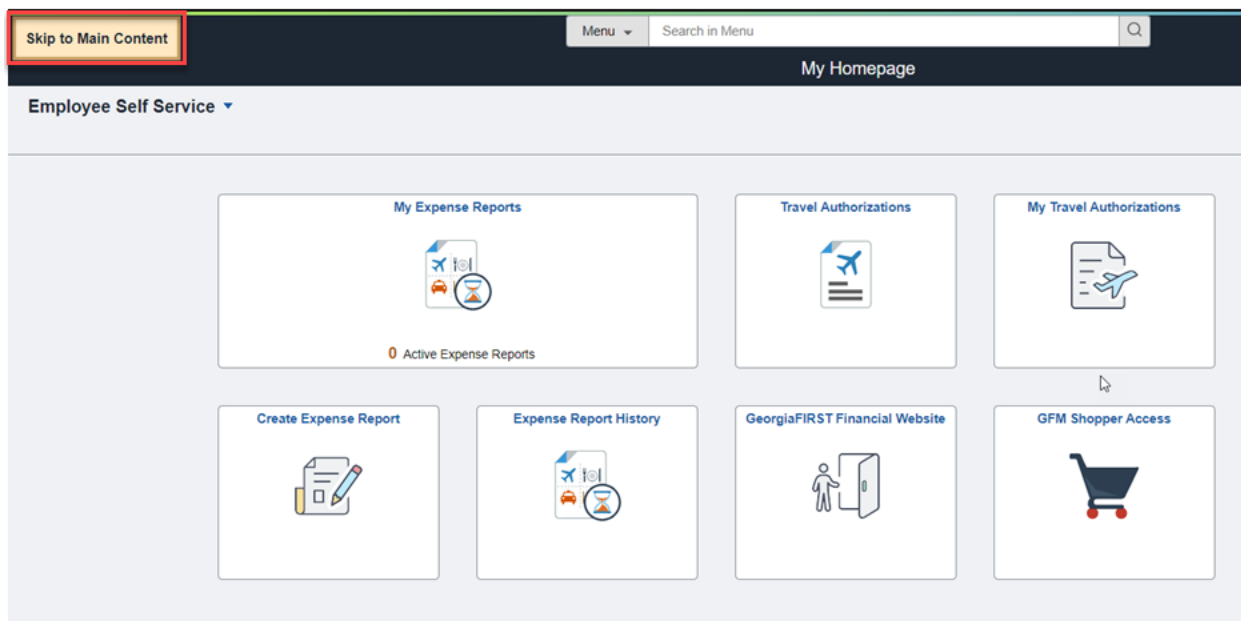 Skip to Main Content
Menu
Search in Menu
My Homepage
Employee Self Service
My Expense Reports
Travel Authorizations
My Travel Authorizations
0 Active Expense Reports
Create Expense Report
Expense Report History
GeorgiaFIRST Financial Website
GFM Shopper Access